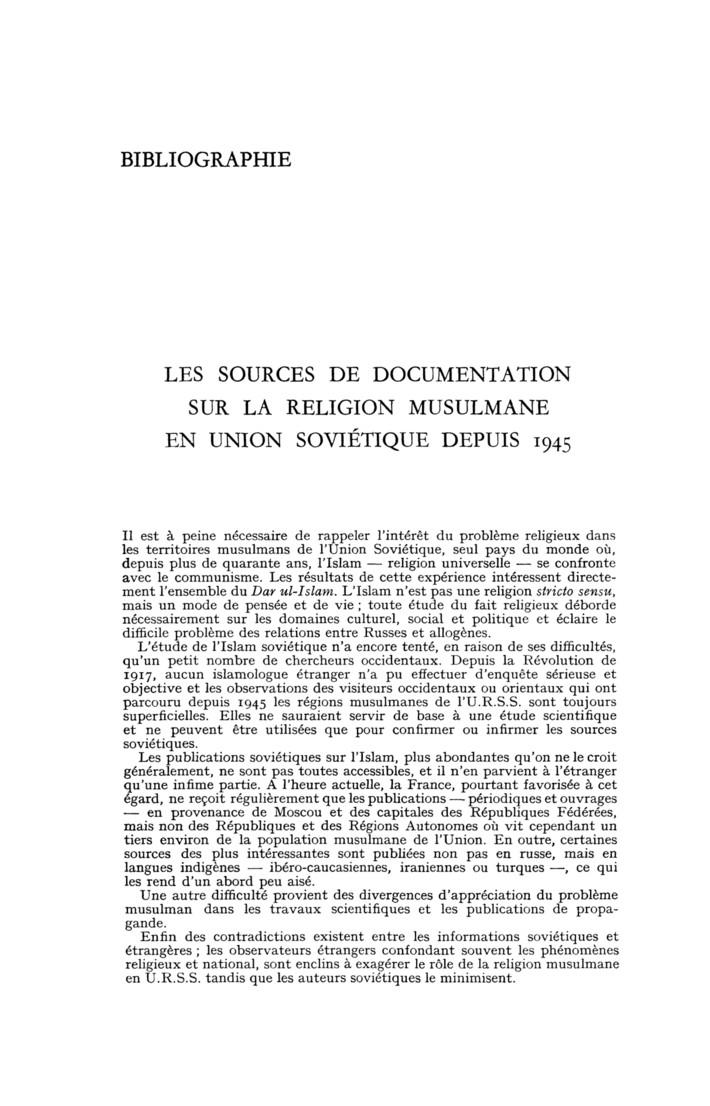 BIBLIOGRAPHIE
LES SOURCES DE DOCUMENTATION
SUR LA RELIGION MUSULMANE
EN UNION SOVIÉTIQUE DEPUIS 1945
Il est à peine nécessaire de rappeler l'intérêt du problème religieux dans
les territoires musulmans de l'Union Soviétique, seul pays du monde où,
depuis plus de quarante ans, l'Islam — religion universelle — se confronte
avec le communisme. Les résultats de cette expérience intéressent directe-
ment l'ensemble du Dar ul-Islam. L'Islam n'est pas une religion stricto sensu,
mais un mode de pensée et de vie ; toute étude du fait religieux déborde
nécessairement sur les domaines culturel, social et politique et éclaire le
difficile problème des relations entre Russes et allogènes.
L'étude de l'Islam soviétique n'a encore tenté, en raison de ses difficultés,
qu'un petit nombre de chercheurs occidentaux. Depuis la Révolution de
1917, aucun islamologue étranger n'a pu effectuer d'enquête sérieuse et
objective et les observations des visiteurs occidentaux ou orientaux qui ont
parcouru depuis 1945 les régions musulmanes de l'U.R.S.S. sont toujours
superficielles. Elles ne sauraient servir de base à une étude scientifique
et ne peuvent être utilisées que pour confirmer ou infirmer les sources
soviétiques.
Les publications soviétiques sur l'Islam, plus abondantes qu'on ne le croit
généralement, ne sont pas toutes accessibles, et il n'en parvient à l'étranger
qu'une infime partie. A l'heure actuelle, la France, pourtant favorisée à cet
égard, ne reçoit régulièrement que les publications — périodiques et ouvrages
— en provenance de Moscou et des capitales des Républiques Fédérées,
mais non des Républiques et des Régions Autonomes où vit cependant un
tiers environ de la population musulmane de l'Union. En outre, certaines
sources des plus intéressantes sont publiées non pas en russe, mais en
langues indigènes — ibéro-caucasiennes, iraniennes ou turques —, ce qui
les rend d'un abord peu aisé.
Une autre difficulté provient des divergences d'appréciation du problème
musulman dans les travaux scientifiques et les publications de propa-
gande.
Enfin des contradictions existent entre les informations soviétiques et
étrangères ; les observateurs étrangers confondant souvent les phénomènes
religieux et national, sont enclins à exagérer le rôle de la religion musulmane
en U.R.S.S. tandis que les auteurs soviétiques le minimisent.